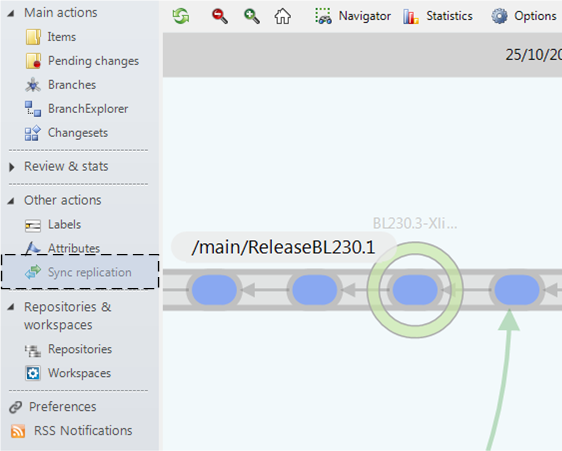 Main actions
Items
Pending changes
Branches
BranchExplorer
Changesets
Review & stats
Other actions
Labels
Attributes
Sync replication
Repositories &
workspaces
Repositories
Workspaces
Preferences
RSS Notifications
Navigator
Statistics
Options
25/10/20
BL230.3-Xli...
/main/ReleaseBL230.1